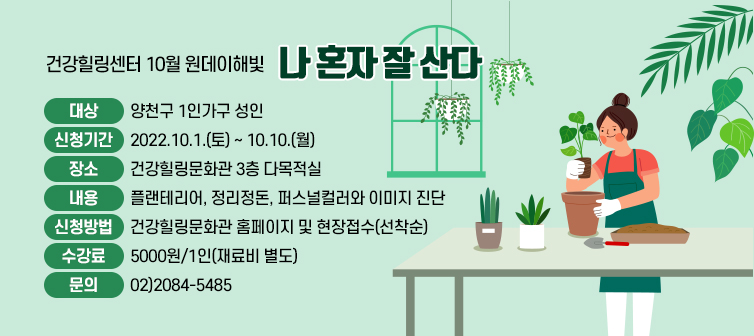 건강힐링센터 10월 원데이해빛 나 혼자 잘 산다
대상 양천구 1인가구 성인
신청기간 2022.10.1.(토) ~ 10.10.(월)
장소 건강힐링문화관 3층 다목적실
내용 플랜테리어, 정리정돈, 퍼스널컬러와 이미지 진단
신청방법 건강힐링문화관 홈페이지 및 현장접수(선착순)
수강료 5000원/1인(재료비 별도)
문의 02)2084-5485